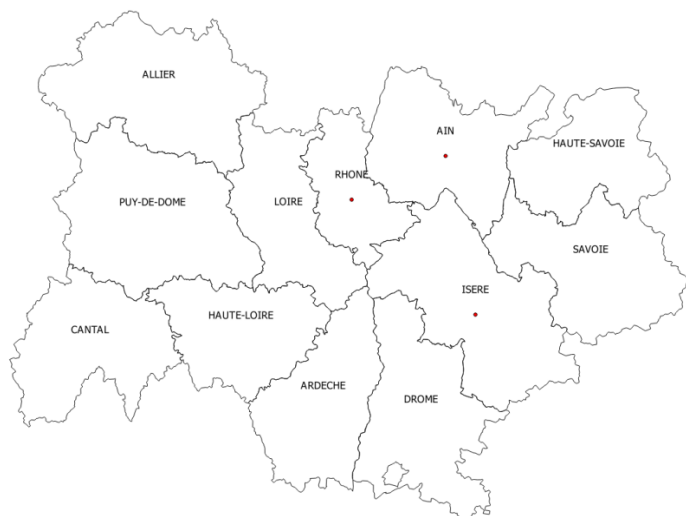 ALLIER
AIN
HAUTE-SAVOIE
RHONE
PUY-DE-DOME
LOIRE
SAVOIE
ISERE
HAUTE-LOIRE
CANTAL
ARDECHE
DROME